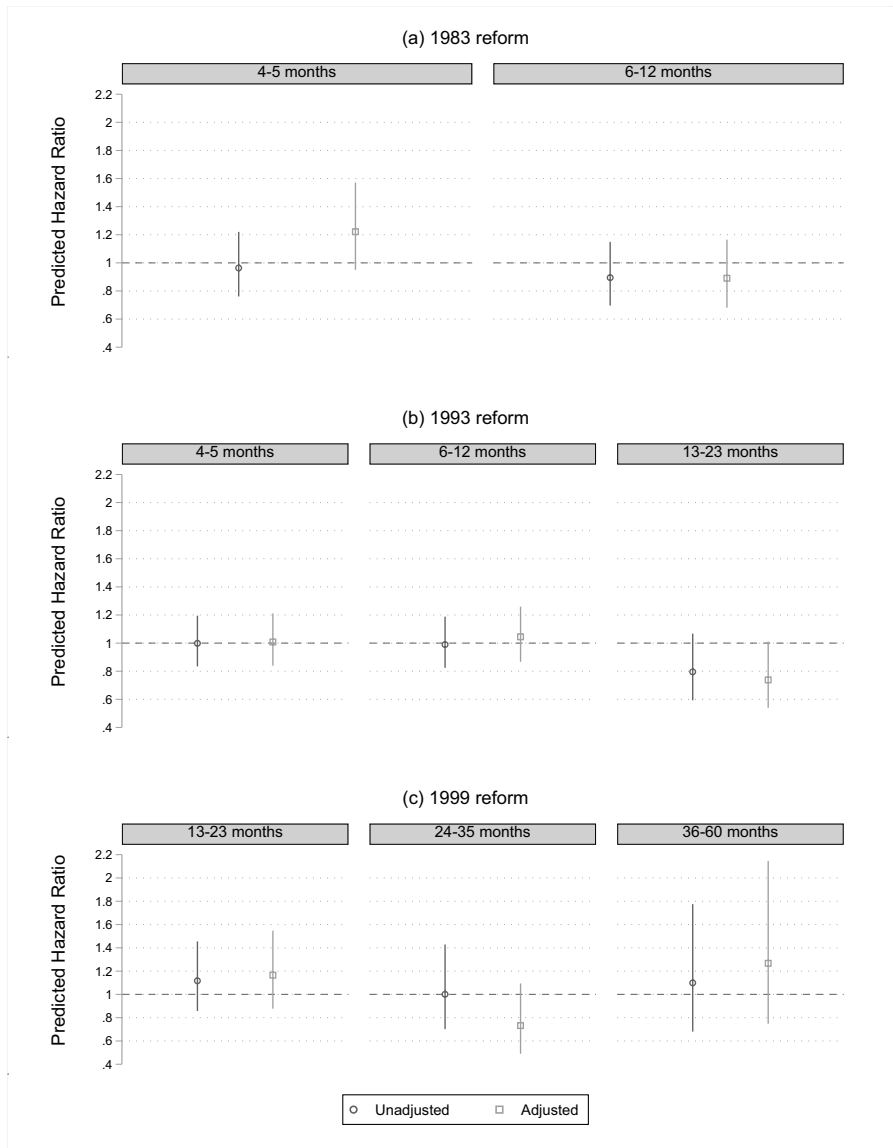 (a) 1983 reform
4-5 months
6-12 months
Predicted Hazard Ratio
2.2
2
1.8
1.6
1.4
1.2
1
.8
.6
.4
(b) 1993 reform
4-5 months
6-12 months
13-23 months
Predicted Hazard Ratio
2.2
2
1.8
1.6
1.4
1.2
1
.8
.6
.4
(c) 1999 reform
13-23 months
24-35 months
36-60 months
Predicted Hazard Ratio
2.2
2
1.8
1.6
1.4
1.2
1
.8
.6
.4
Unadjusted
Adjusted